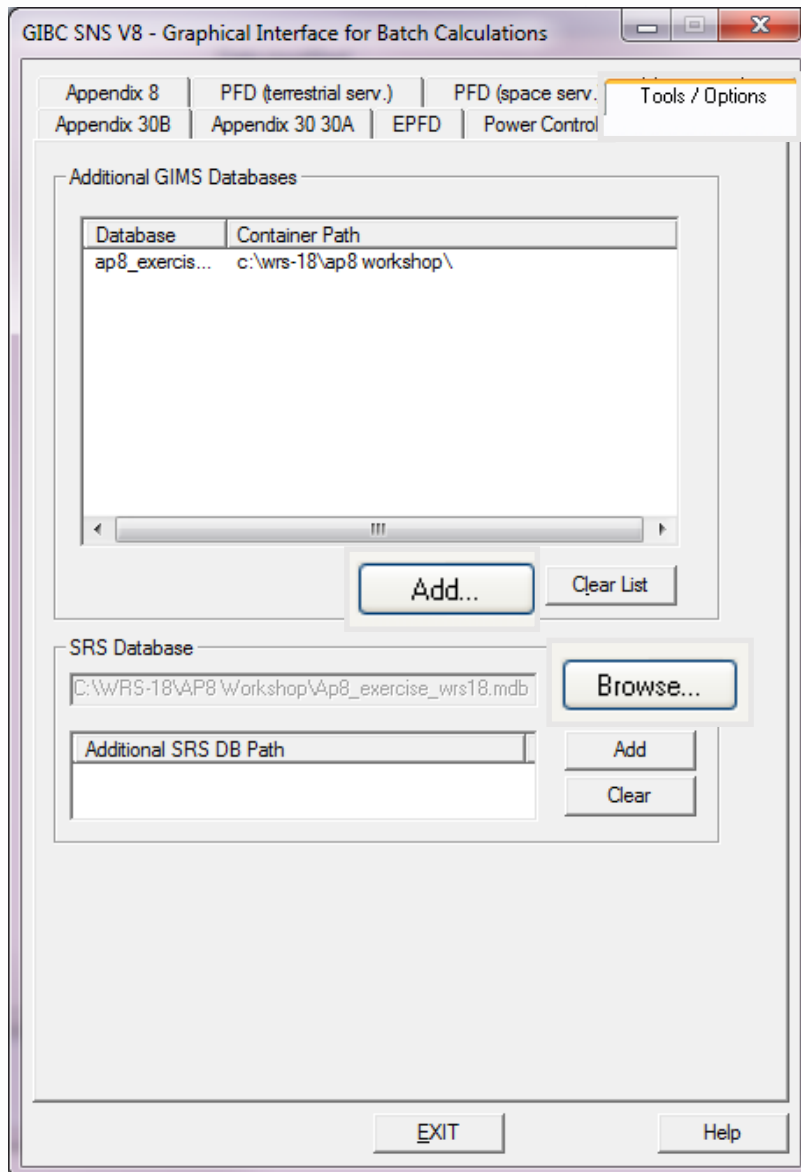 GIBC SNS V8 - Graphical Interface for Batch Calculations
Appendix 8 PFD (terrestrial serv.) PFD (space serv. Tools / Options
Appendix 30B Appendix 30 30A EPFD Power Control
Additional GIMS Databases
Database Container Path
ap8_exercis... c:\wrs-18\ap8 workshop\
Add... Clear List
SRS Database
C:\WRS-18\AP8 Workshop\Ap8_exercise_wrs18.mdb Browse...
Additional SRS DB Path Add
Clear
EXIT Help